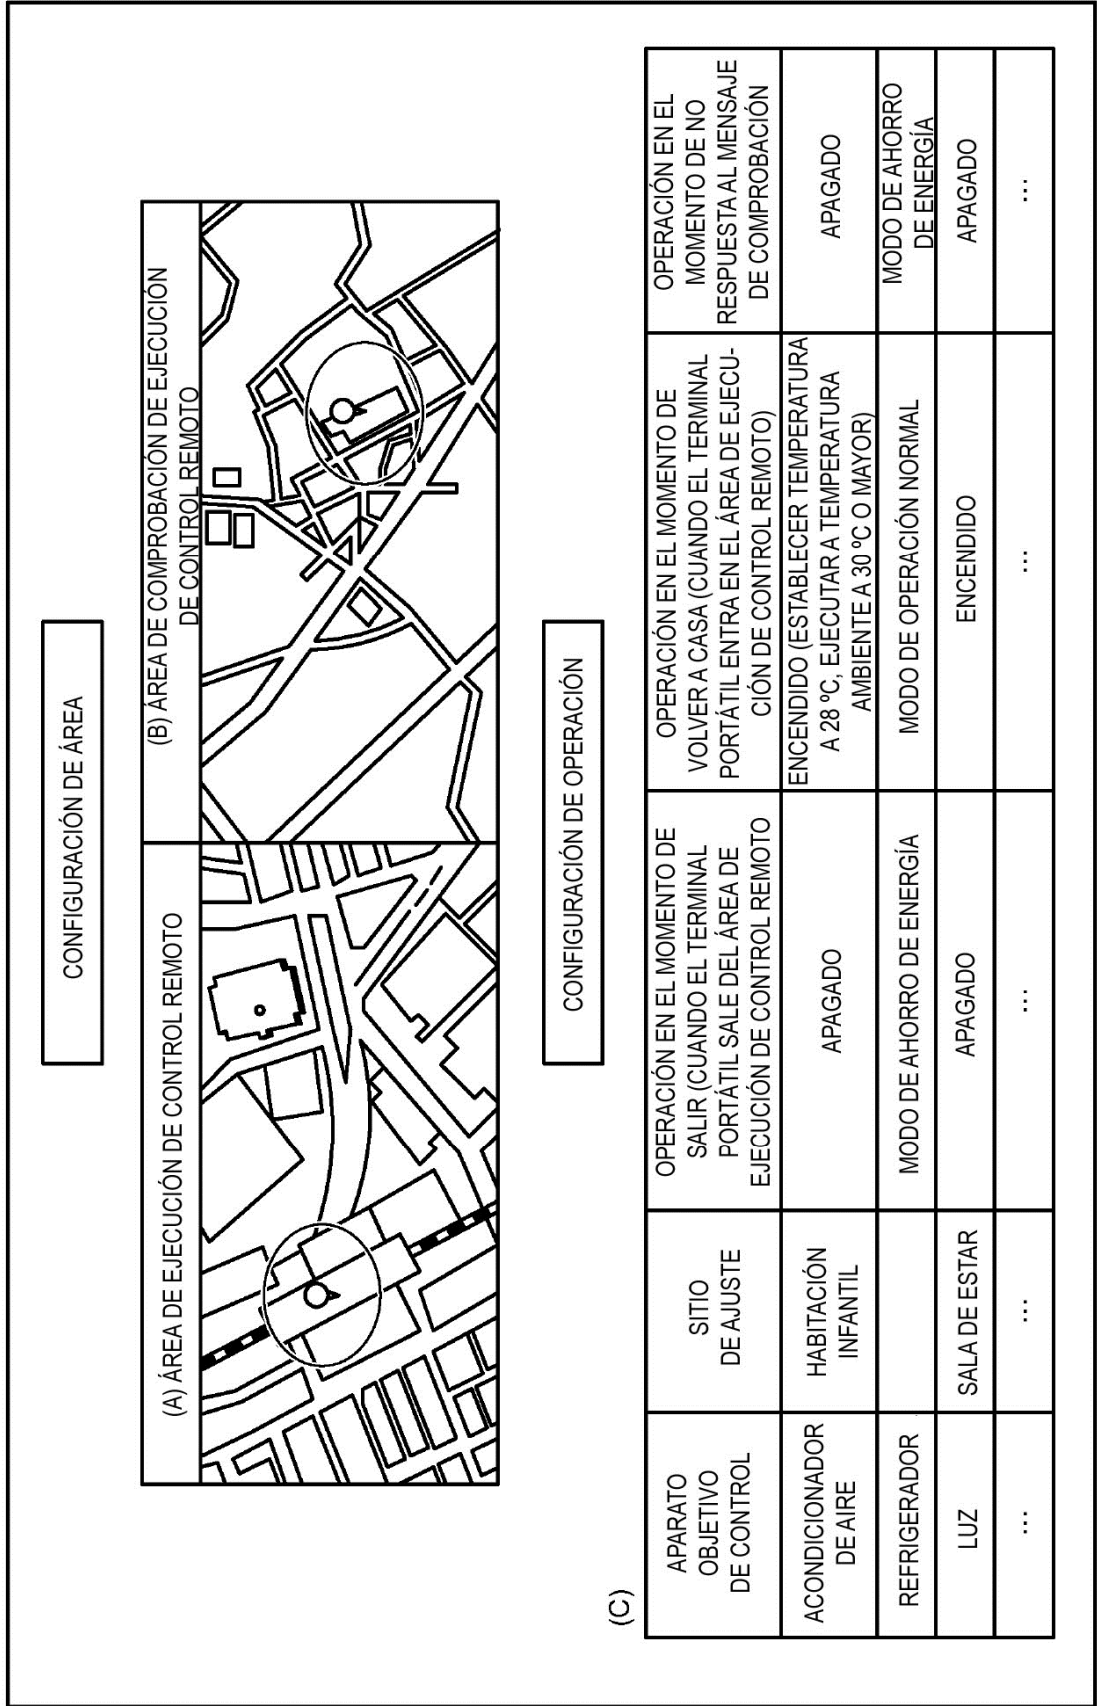 CONFIGURACIÓN DE ÁREA
(A) ÁREA DE EJECUCIÓN DE CONTROL REMOTO
(B) ÁREA DE COMPROBACIÓN DE EJECUCIÓN
DE CONTROL REMOTO
CONFIGURACIÓN DE OPERACIÓN
(C)
APARATO
OBJETIVO
DE CONTROL
SITIO
DE AJUSTE
OPERACIÓN EN EL MOMENTO DE
SALIR (CUANDO EL TERMINAL
PORTÁTIL SALE DEL ÁREA DE
EJECUCIÓN DE CONTROL REMOTO
OPERACIÓN EN EL MOMENTO DE
VOLVER A CASA (CUANDO EL TERMINAL
PORTÁTIL ENTRA EN EL ÁREA DE EJECU-
CIÓN DE CONTROL REMOTO)
OPERACIÓN EN EL
MOMENTO DE NO
RESPUESTA AL MENSAJE
DE COMPROBACIÓN
ACONDICIONADOR
DE AIRE
HABITACIÓN
INFANTIL
APAGADO
ENCENDIDO (ESTABLECER TEMPERATURA
A 28 ºC, EJECUTAR A TEMPERATURA
AMBIENTE A 30 ºC O MAYOR)
APAGADO
REFRIGERADOR
MODO DE AHORRO DE ENERGÍA
MODO DE OPERACIÓN NORMAL
MODO DE AHORRO
DE ENERGÍA
LUZ
SALA DE ESTAR
APAGADO
ENCENDIDO
APAGADO
...
...
...
...
...